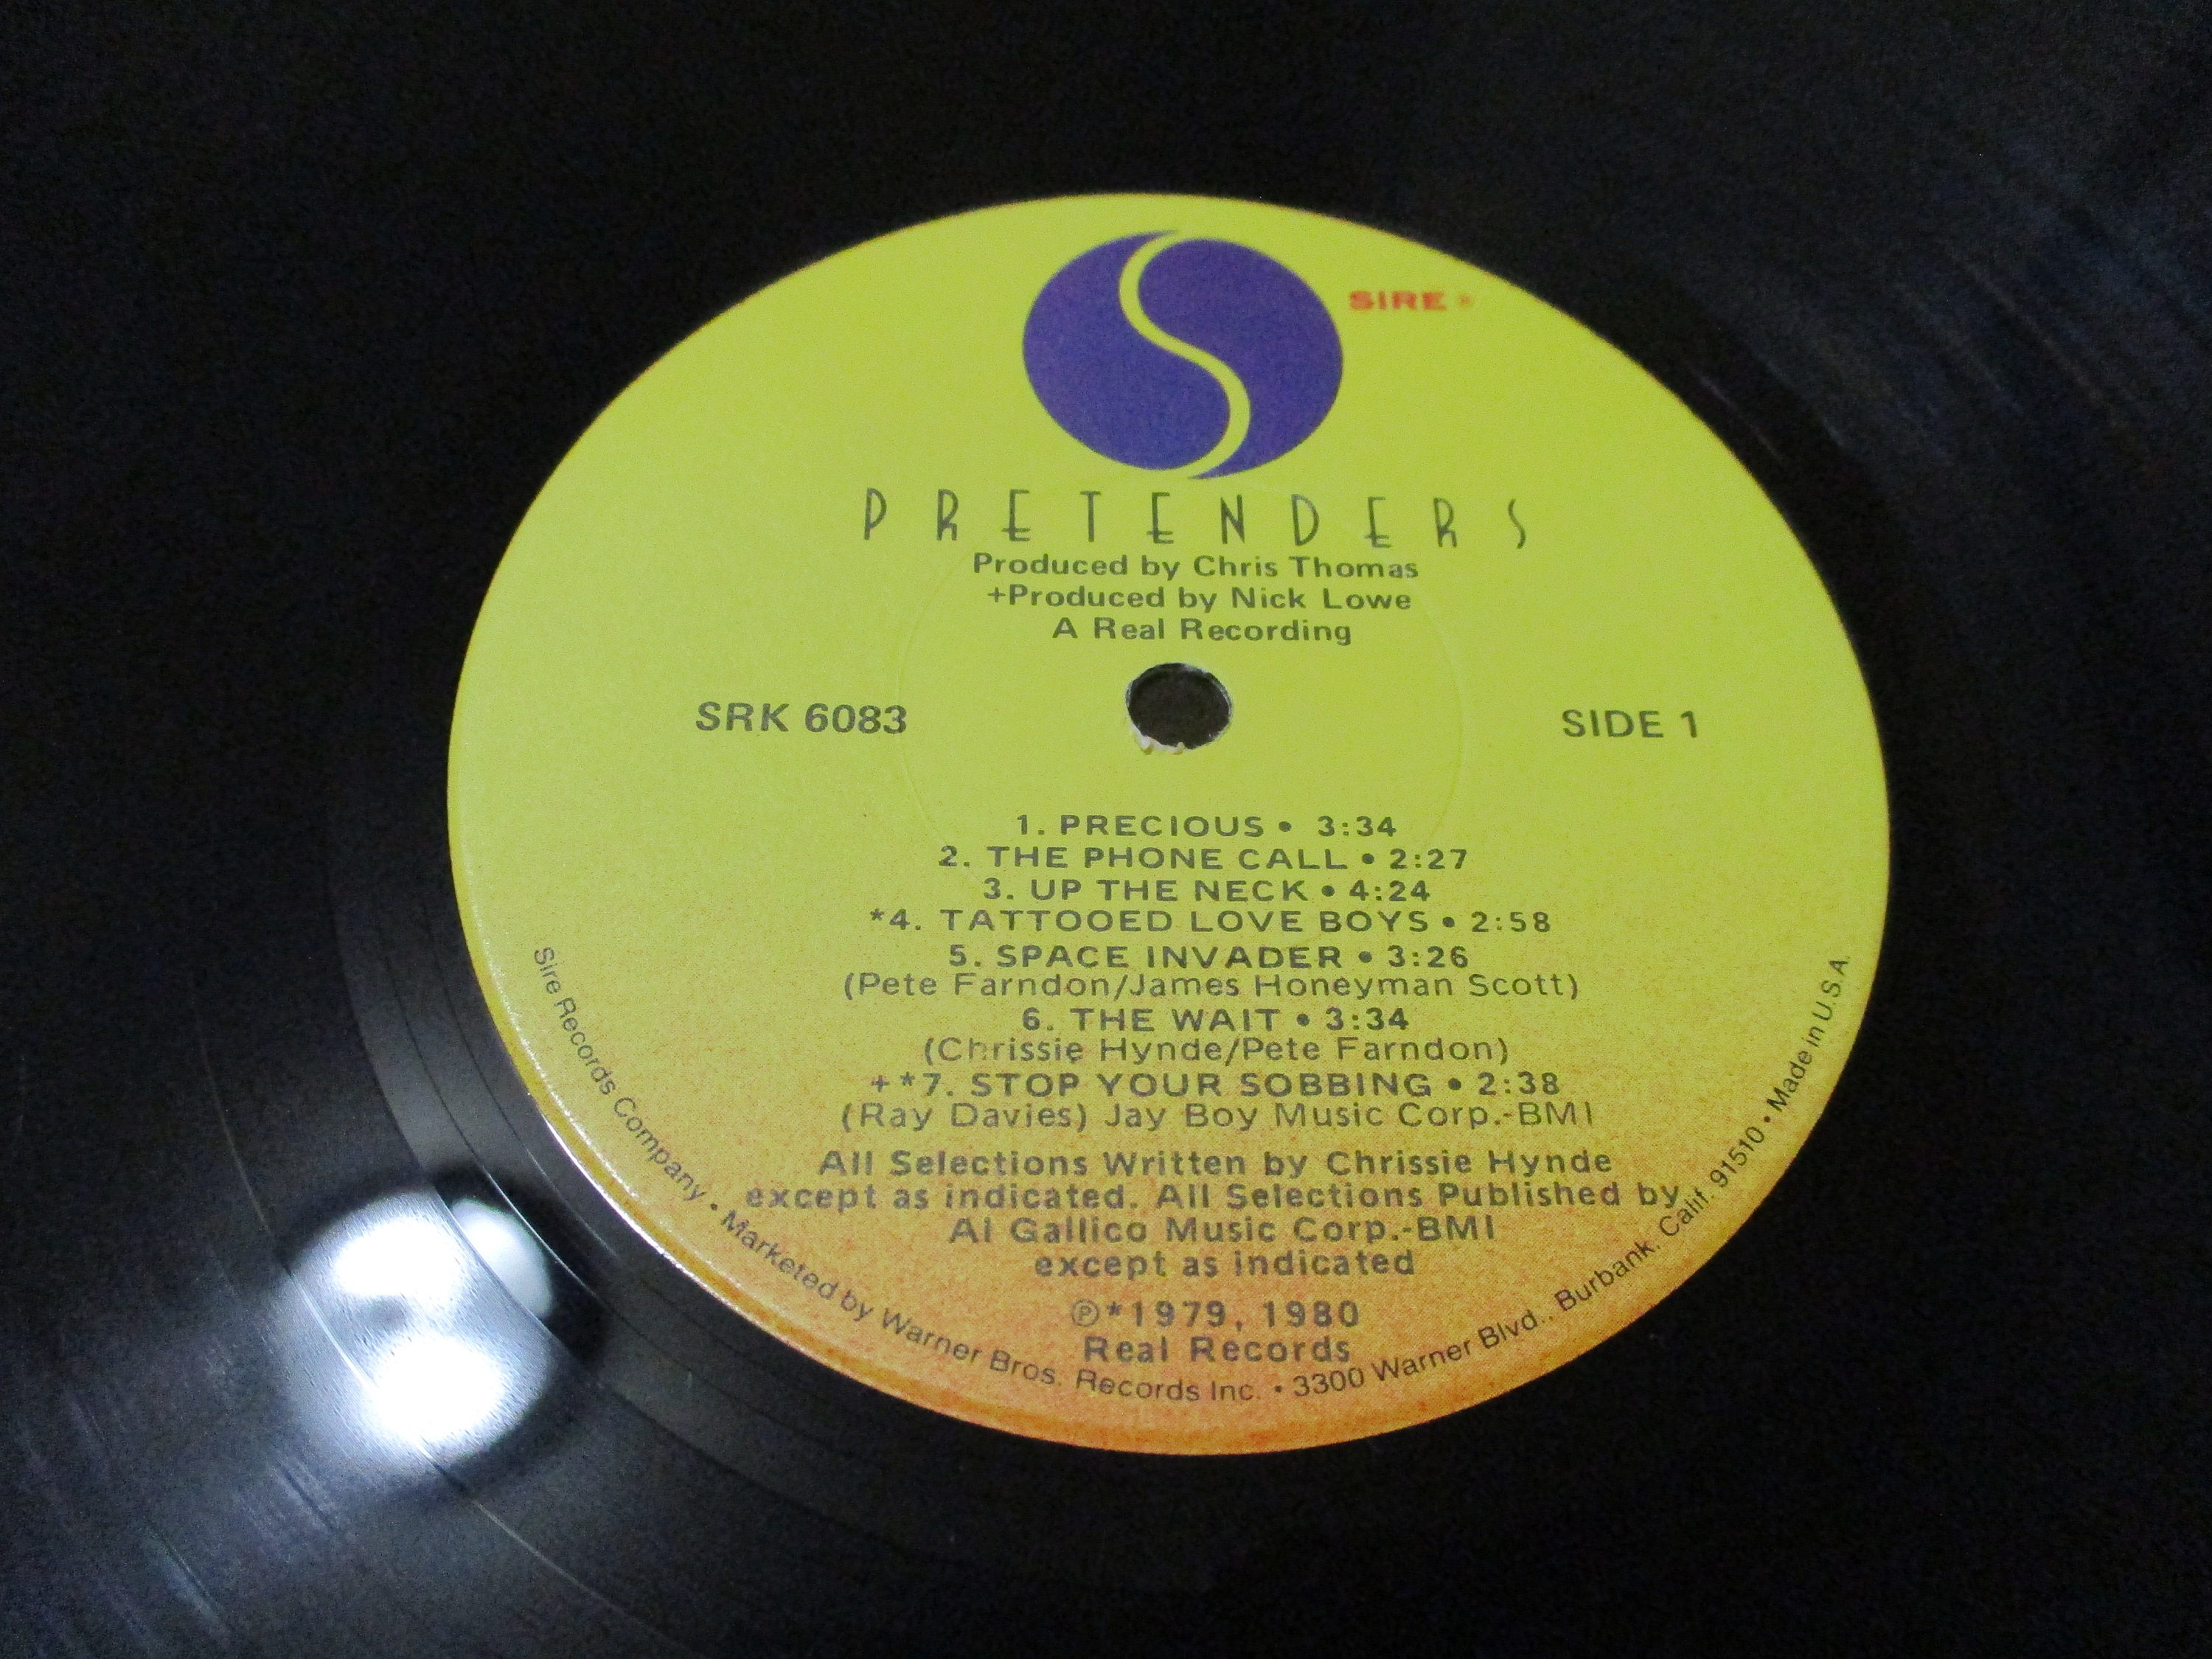 SIRE
PRETENDERS
Produced by Chris Thomas
+Produced by Nick Lowe
A Real Recording
SRK 6083
SIDE 1
1. PRECIOUS • 3:34
2. THE PHONE CALL • 2:27
3. UP THE NECK • 4:24
*4. TATTOOED LOVE BOYS • 2:58
5. SPACE INVADER • 3:26
(Pete Farndon/James Honeyman Scott)
6. THE WAIT • 3:34
(Chrissie Hynde/Pete Farndon)
+*7. STOP YOUR SOBBING • 2:38
(Ray Davies) Jay Boy Music Corp.-BMI
All Selections Written by Chrissie Hynde
except as indicated. All Selections Published by
Al Gallico Music Corp.-BMI
except as indicated
℗*1979, 1980
Real Records
Sire Records Company • Marketed by Warner Bros. Records Inc. • 3300 Warner Blvd., Burbank, Calif. 91510 • Made in U.S.A.